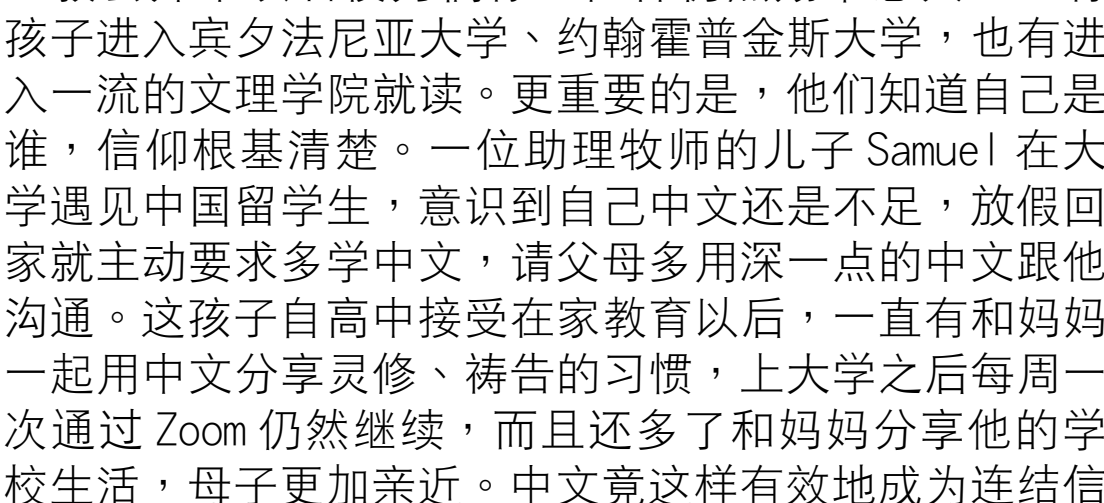 孩子进入宾夕法尼亚大学、约翰霍普金斯大学，也有进
入一流的文理学院就读。更重要的是，他们知道自己是
谁，信仰根基清楚。一位助理牧师的儿子 Samuel 在大
学遇见中国留学生，意识到自己中文还是不足，放假回
家就主动要求多学中文，请父母多用深一点的中文跟他
沟通。这孩子自高中接受在家教育以后，一直有和妈妈
一起用中文分享灵修、祷告的习惯，上大学之后每周一
次通过 Zoom 仍然继续，而且还多了和妈妈分享他的学
校生活，母子更加亲近。中文竟这样有效地成为连结信